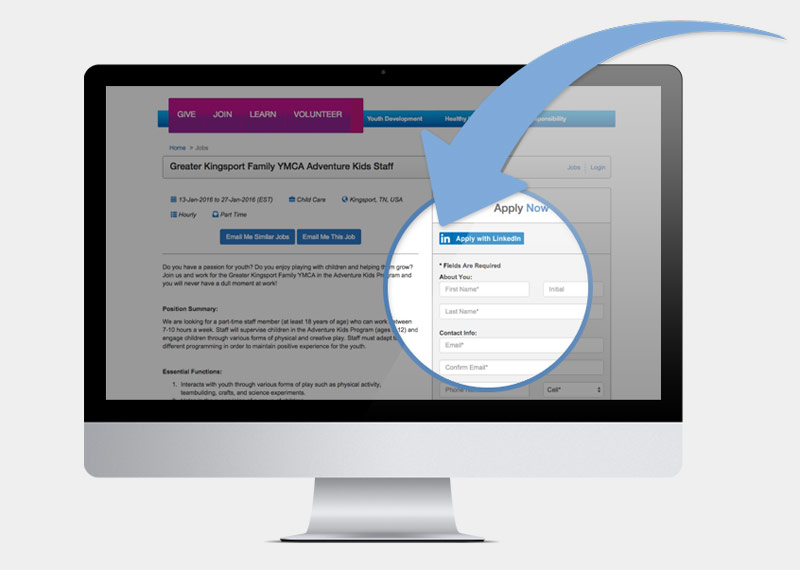 GIVE JOIN LEARN VOLUNTEER
Youth Development Healthy
Home > Jobs
Greater Kingsport Family YMCA Adventure Kids Staff
Jobs Login
13-Jan-2016 to 27-Jan-2016 (EST) Child Care Kingsport, TN, USA
Hourly Part Time
Email Me Similar Jobs Email Me This Job
Do you have a passion for youth? Do you enjoy playing with children and helping them grow?
Join us and work for the Greater Kingsport Family YMCA in the Adventure Kids Program and
you will never have a dull moment at work!
Position Summary:
We are looking for a part-time staff member (at least 18 years of age) who can work between
7-10 hours a week. Staff will supervise children in the Adventure Kids Program (ages 12) and
engage children through various forms of physical and creative play. Staff must adapt
different programming in order to maintain positive experience for the youth.
Essential Functions:
1. Interacts with youth through various forms of play such as physical activity,
teambuilding, crafts, and science experiments.
Apply Now
in Apply with LinkedIn
* Fields Are Required
About You:
First Name* Initial
Last Name*
Contact Info:
Email*
Confirm Email*
Phone Cell*